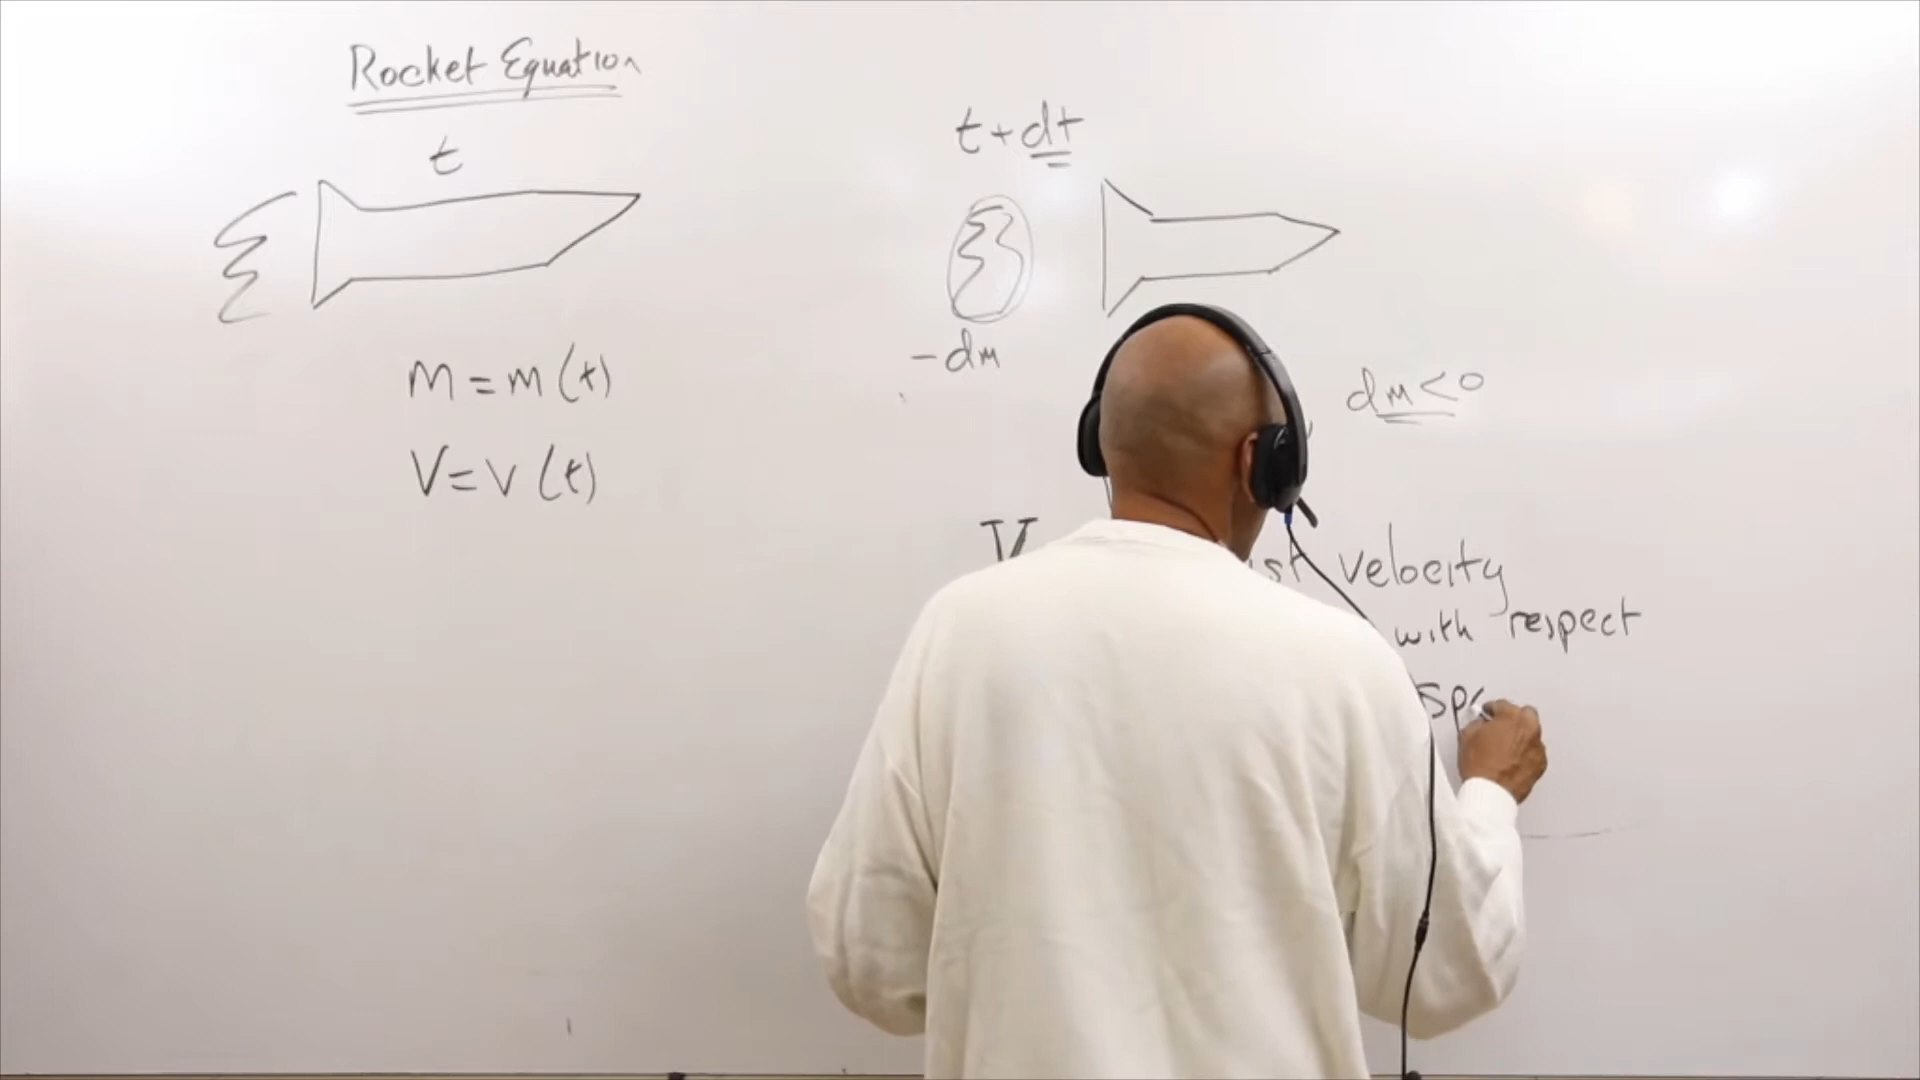 Rocket Equation
t
m = m(t)
V = v(t)
t + dt
- dm
dm < 0
V
velocity
with respect